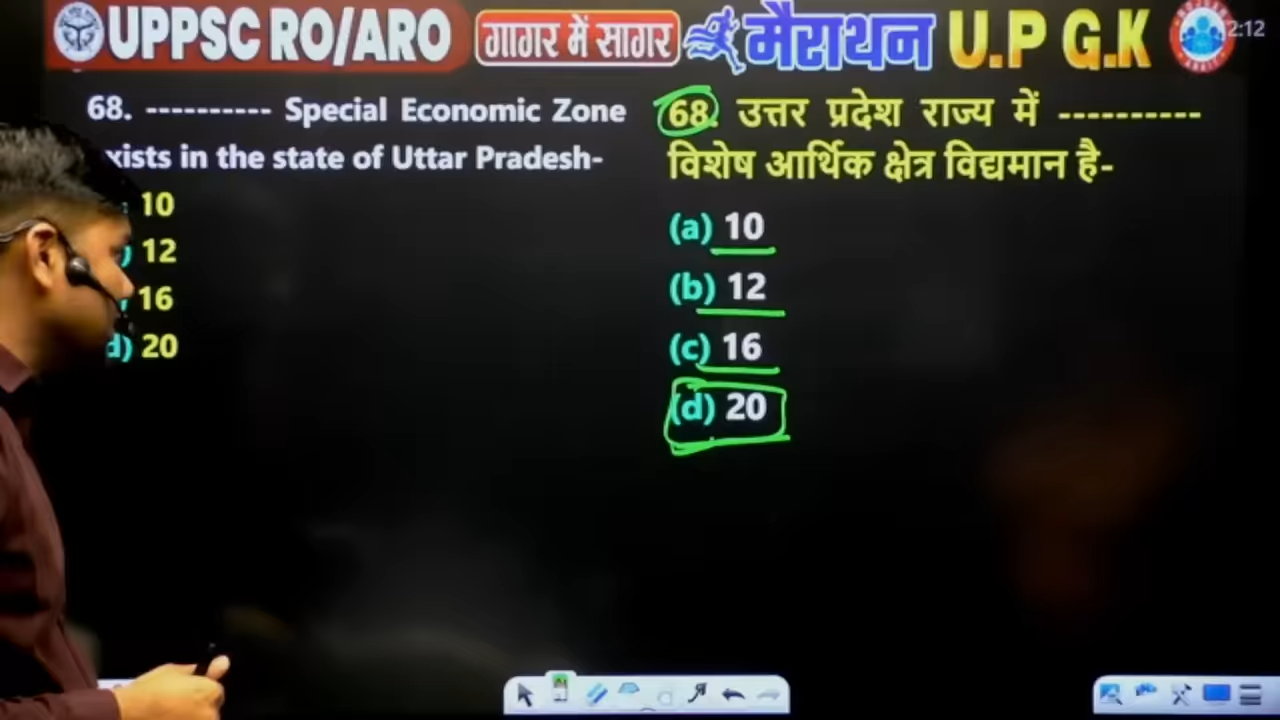 UPPSC RO/ARO गागर में सागर मैराथन U.P G.K
2:12
68. ---------- Special Economic Zone
xists in the state of Uttar Pradesh-
10
) 12
16
d) 20
68. उत्तर प्रदेश राज्य में ----------
विशेष आर्थिक क्षेत्र विद्यमान है-
(a) 10
(b) 12
(c) 16
(d) 20